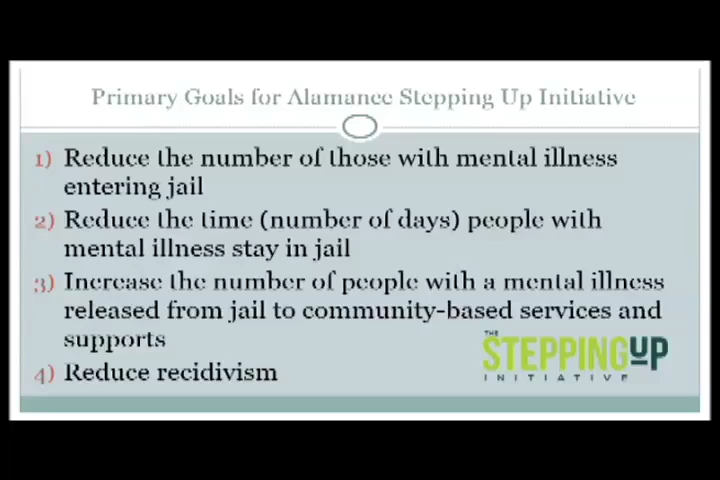 Primary Goals for Alamance Stepping Up Initiative
1) Reduce the number of those with mental illness
entering jail
2) Reduce the time (number of days) people with
mental illness stay in jail
3) Increase the number of people with a mental illness
released from jail to community-based services and
supports
4) Reduce recidivism
THE
STEPPING UP
INITIATIVE